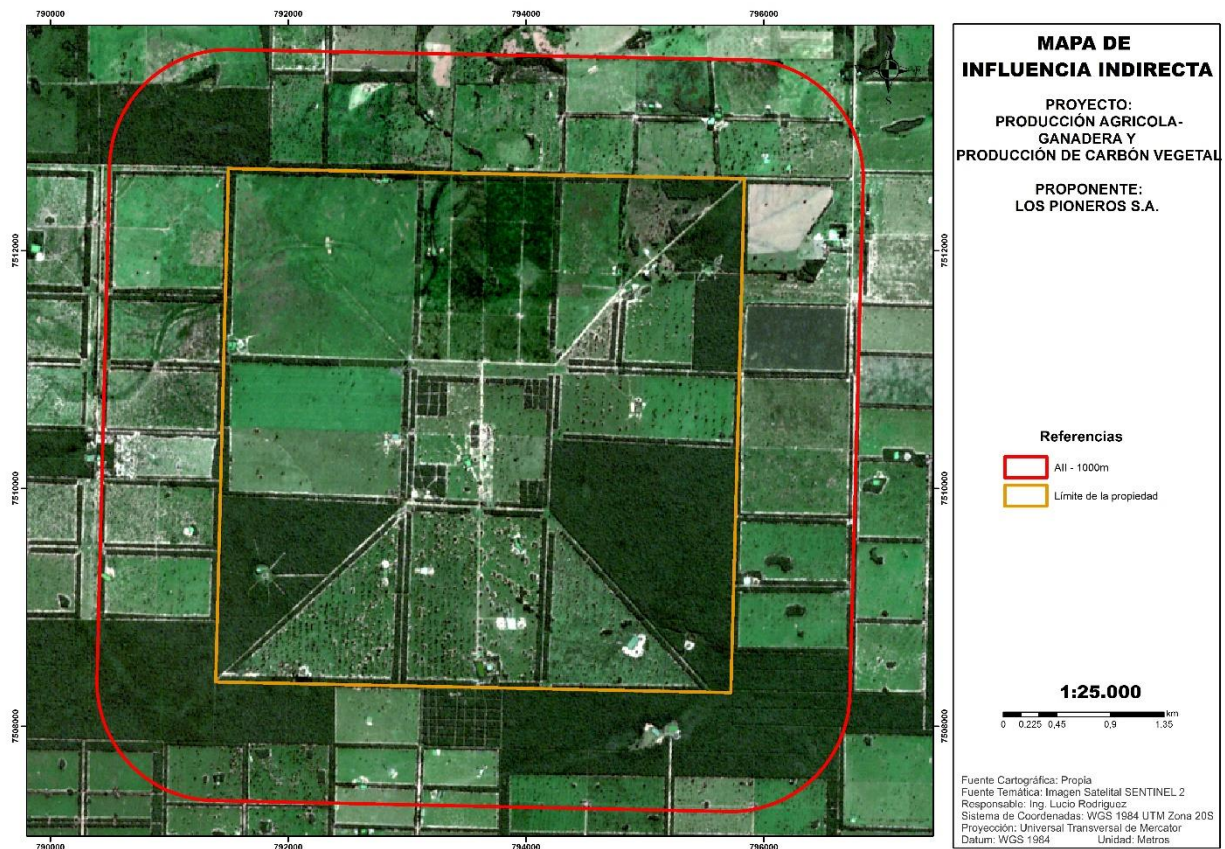 790000 792000 794000 796000
MAPA DE
INFLUENCIA INDIRECTA
PROYECTO:
PRODUCCIÓN AGRICOLA-
GANADERA Y
PRODUCCIÓN DE CARBÓN VEGETAL
PROPONENTE:
LOS PIONEROS S.A.
S
7512000 7512000
7510000 7510000
7508000 7508000
Referencias
AII - 1000m
Límite de la propiedad
1:25.000
km
0 0,225 0,45 0,9 1,35
Fuente Cartográfica: Propia
Fuente Temática: Imagen Satelital SENTINEL 2
Responsable: Ing. Lucio Rodriguez
Sistema de Coordenadas: WGS 1984 UTM Zona 20S
Proyección: Universal Transversal de Mercator
Datum: WGS 1984 Unidad: Metros
790000 792000 794000 796000